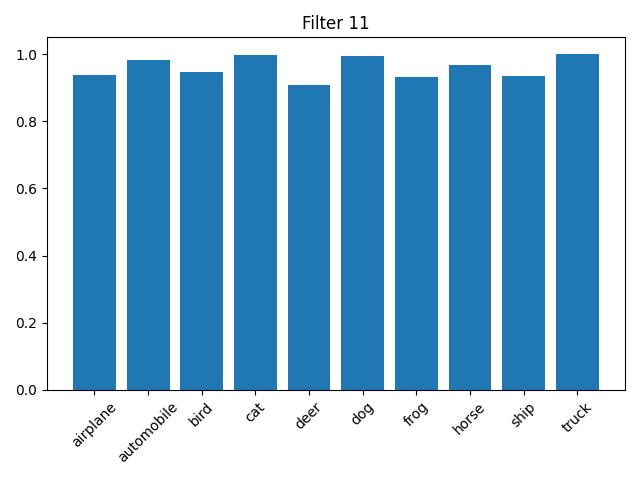 Filter 11
1.0
0.8
0.6
0.4
0.2
0.0
airplane
automobile
bird
cat
deer
dog
frog
horse
ship
truck